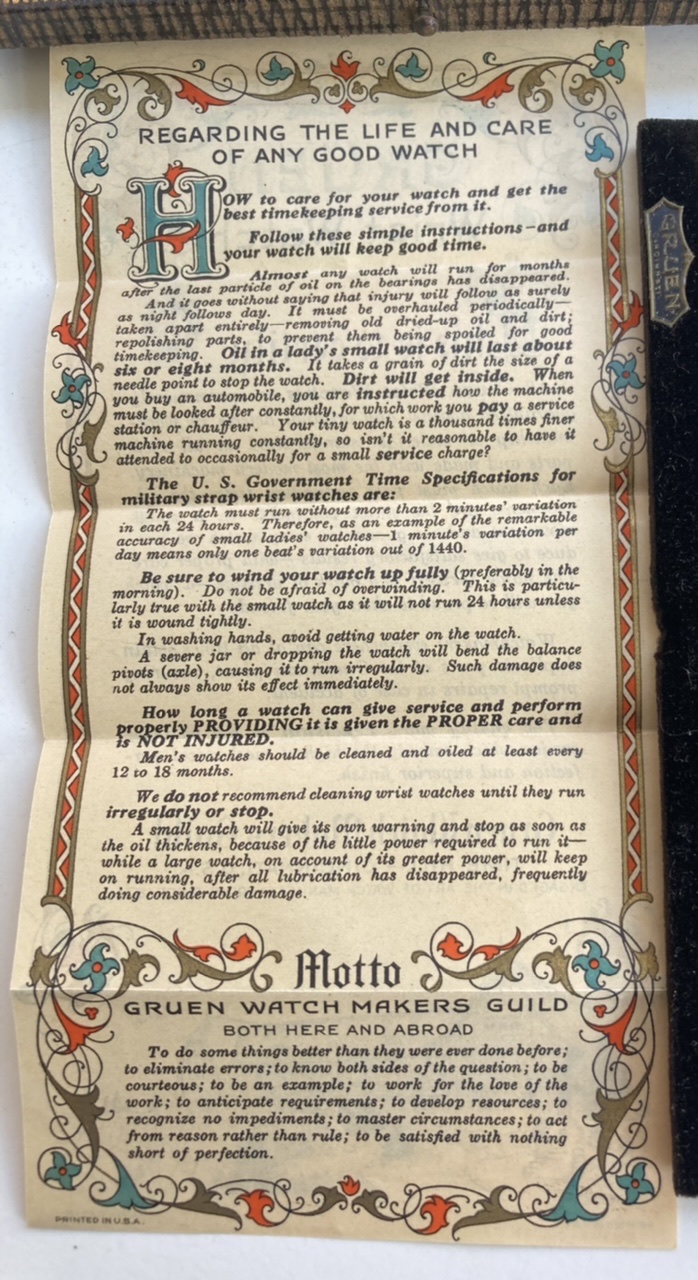 REGARDING THE LIFE AND CARE
OF ANY GOOD WATCH
HOW to care for your watch and get the
best timekeeping service from it.
Follow these simple instructions—and
your watch will keep good time.
Almost any watch will run for months
after the last particle of oil on the bearings has disappeared.
And it goes without saying that injury will follow as surely
as night follows day. It must be overhauled periodically—
taken apart entirely—removing old dried-up oil and dirt;
repolishing parts, to prevent them being spoiled for good
timekeeping. Oil in a lady's small watch will last about
six or eight months. It takes a grain of dirt the size of a
needle point to stop the watch. Dirt will get inside. When
you buy an automobile, you are instructed how the machine
must be looked after constantly, for which work you pay a service
station or chauffeur. Your tiny watch is a thousand times finer
machine running constantly, so isn't it reasonable to have it
attended to occasionally for a small service charge?
The U. S. Government Time Specifications for
military strap wrist watches are:
The watch must run without more than 2 minutes' variation
in each 24 hours. Therefore, as an example of the remarkable
accuracy of small ladies' watches—1 minute's variation per
day means only one beat's variation out of 1440.
Be sure to wind your watch up fully (preferably in the
morning). Do not be afraid of overwinding. This is particu-
larly true with the small watch as it will not run 24 hours unless
it is wound tightly.
In washing hands, avoid getting water on the watch.
A severe jar or dropping the watch will bend the balance
pivots (axle), causing it to run irregularly. Such damage does
not always show its effect immediately.
How long a watch can give service and perform
properly PROVIDING it is given the PROPER care and
is NOT INJURED.
Men's watches should be cleaned and oiled at least every
12 to 18 months.
We do not recommend cleaning wrist watches until they run
irregularly or stop.
A small watch will give its own warning and stop as soon as
the oil thickens, because of the little power required to run it—
while a large watch, on account of its greater power, will keep
on running, after all lubrication has disappeared, frequently
doing considerable damage.
Motto
GRUEN WATCH MAKERS GUILD
BOTH HERE AND ABROAD
To do some things better than they were ever done before;
to eliminate errors; to know both sides of the question; to be
courteous; to be an example; to work for the love of the
work; to anticipate requirements; to develop resources; to
recognize no impediments; to master circumstances; to act
from reason rather than rule; to be satisfied with nothing
short of perfection.
PRINTED IN U.S.A.
GRUEN